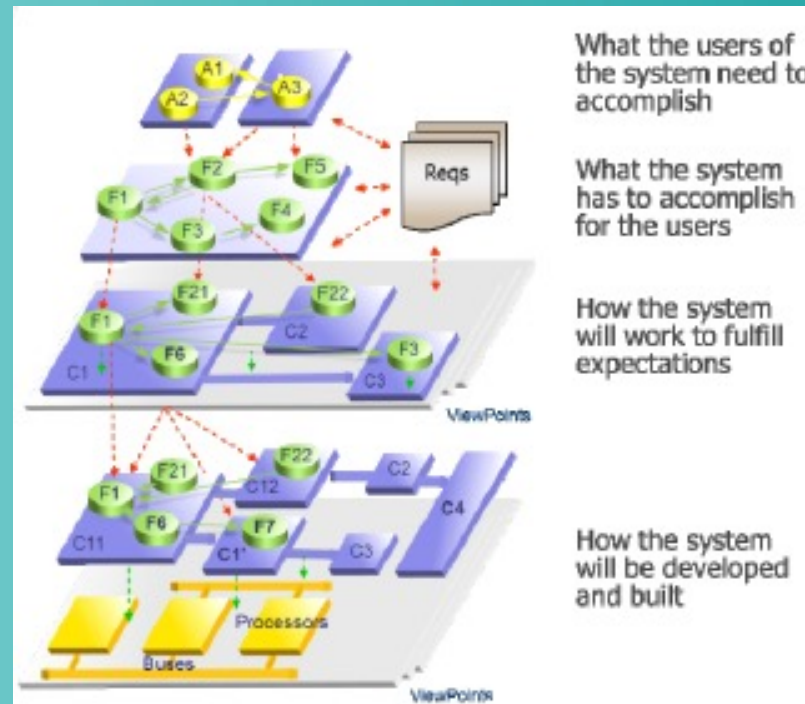 A1
A2
A3
What the users of
the system need to
accomplish
F1
F2
F3
F4
F5
Reqs
What the system
has to accomplish
for the users
F1
F21
F22
F6
F3
C1
C2
C3
ViewPoints
How the system
will work to fulfill
expectations
F1
F21
F22
F6
F7
C11
C12
C1'
C2
C3
C4
Processors
Buses
ViewPoints
How the system
will be developed
and built